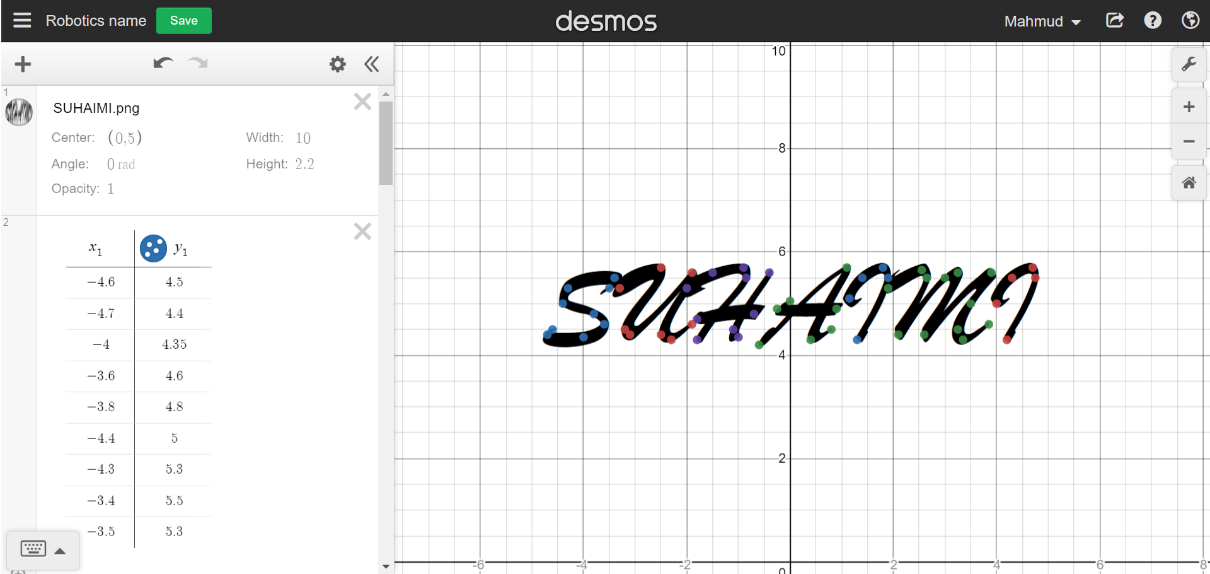 Robotics name Save desmos Mahmud
1
SUHAIMI.png
Center: (0,5) Width: 10
Angle: 0 rad Height: 2.2
Opacity: 1
2
x₁ y₁
−4.6 4.5
−4.7 4.4
−4 4.35
−3.6 4.6
−3.8 4.8
−4.4 5
−4.3 5.3
−3.4 5.5
−3.5 5.3
10
8
6
SUHAIMI
4
2
-6 -4 -2 0 2 4 6 8